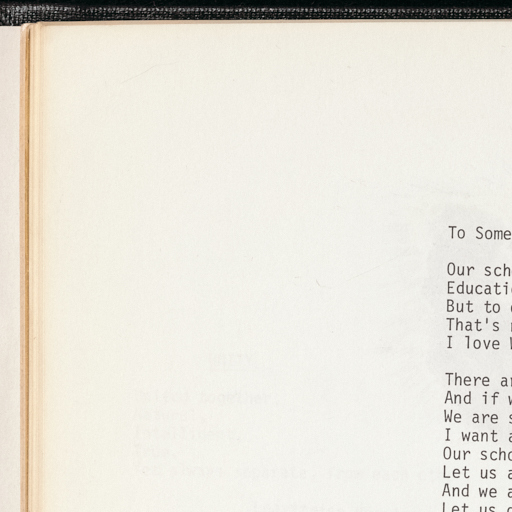 To Some
Our sch
Educati
But to
That's
I love
There a
And if
We are
I want a
Our scho
Let us a
And we a
Let us